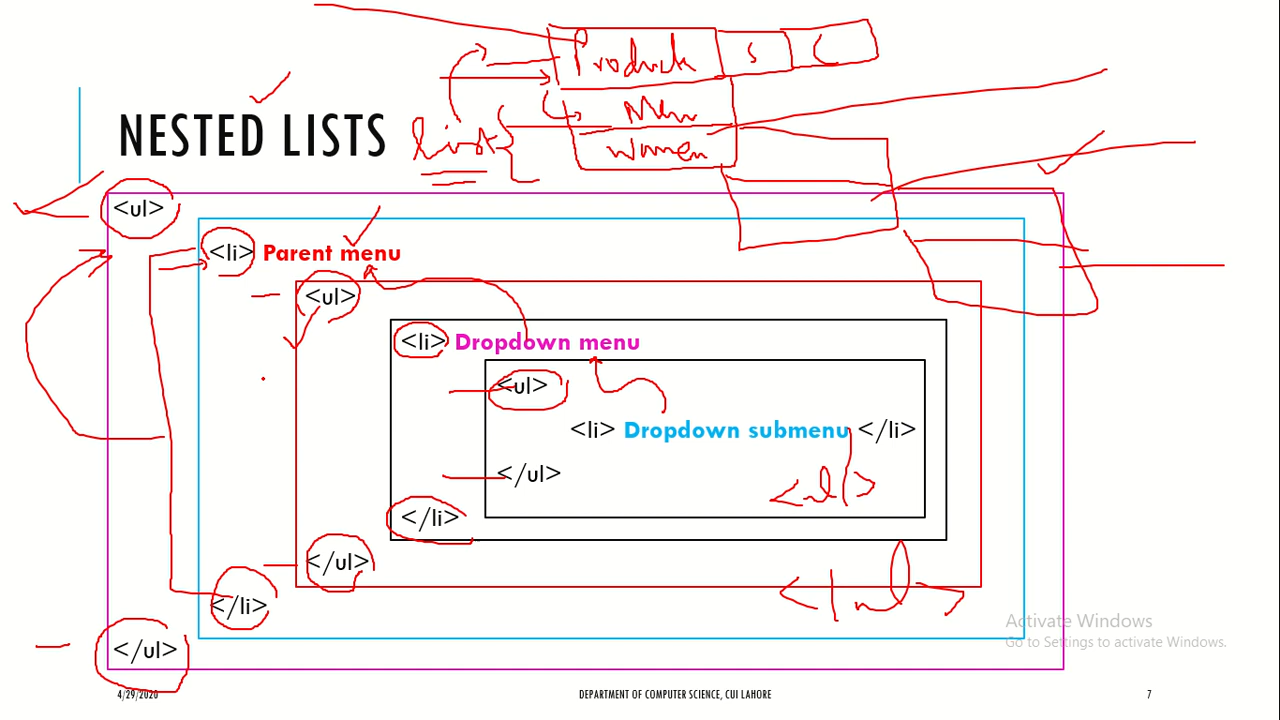 Products S C
Men
Women
NESTED LISTS
list
<ul>
<li> Parent menu
<ul>
<li> Dropdown menu
<ul>
<li> Dropdown submenu </li>
</ul>
<ul>
</li>
</ul>
</li>
</ul>
Activate Windows
Go to Settings to activate Windows.
4/29/2020
DEPARTMENT OF COMPUTER SCIENCE, CUI LAHORE
7